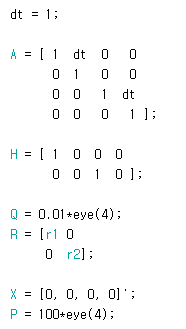 dt = 1;
A = [ 1 dt 0 0
0 1 0 0
0 0 1 dt
0 0 0 1 ];
H = [ 1 0 0 0
0 0 1 0 ];
Q = 0.01*eye(4);
R = [r1 0
0 r2];
X = [0, 0, 0, 0]';
P = 100*eye(4);